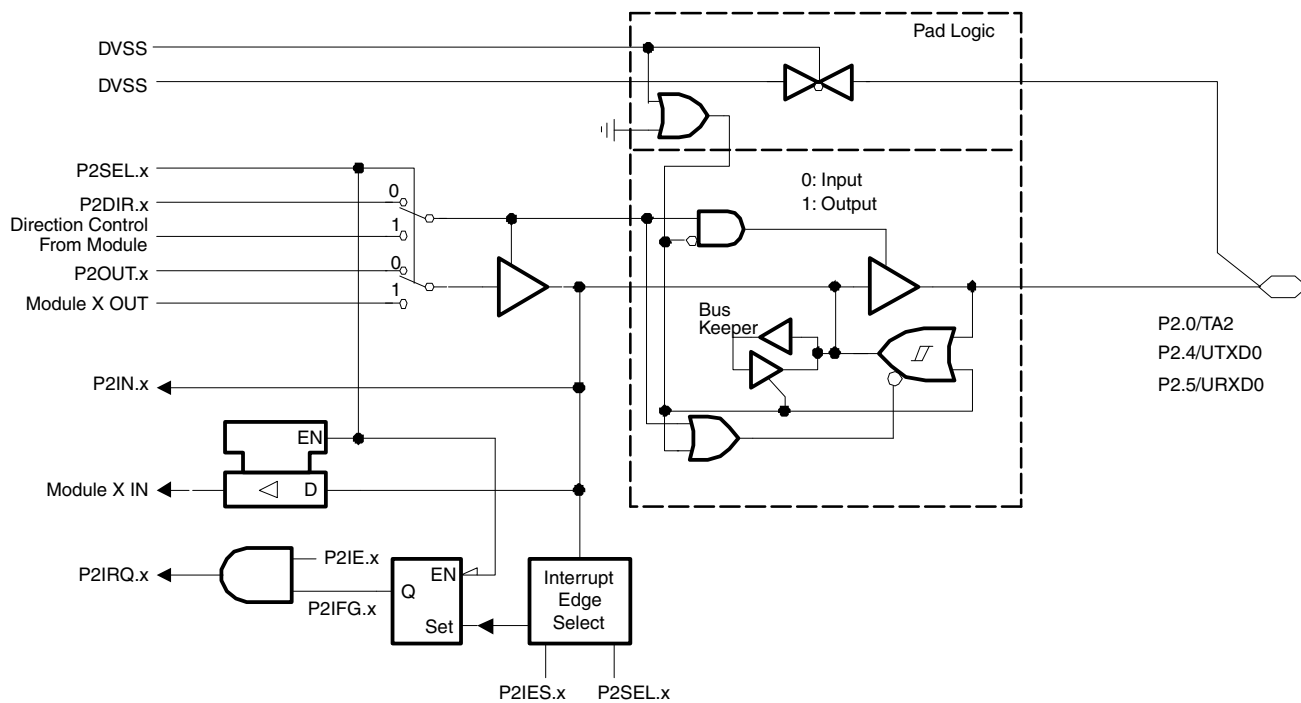 Pad Logic
DVSS
DVSS
P2SEL.x
0
P2DIR.x
Direction Control
From Module
1
0
P2OUT.x
1
Module X OUT
0: Input
1: Output
Bus
Keeper
P2.0/TA2
P2.4/UTXD0
P2.5/URXD0
P2IN.x
EN
Module X IN
D
P2IE.x
P2IRQ.x
P2IFG.x
EN
Q
Set
Interrupt
Edge
Select
P2IES.x
P2SEL.x